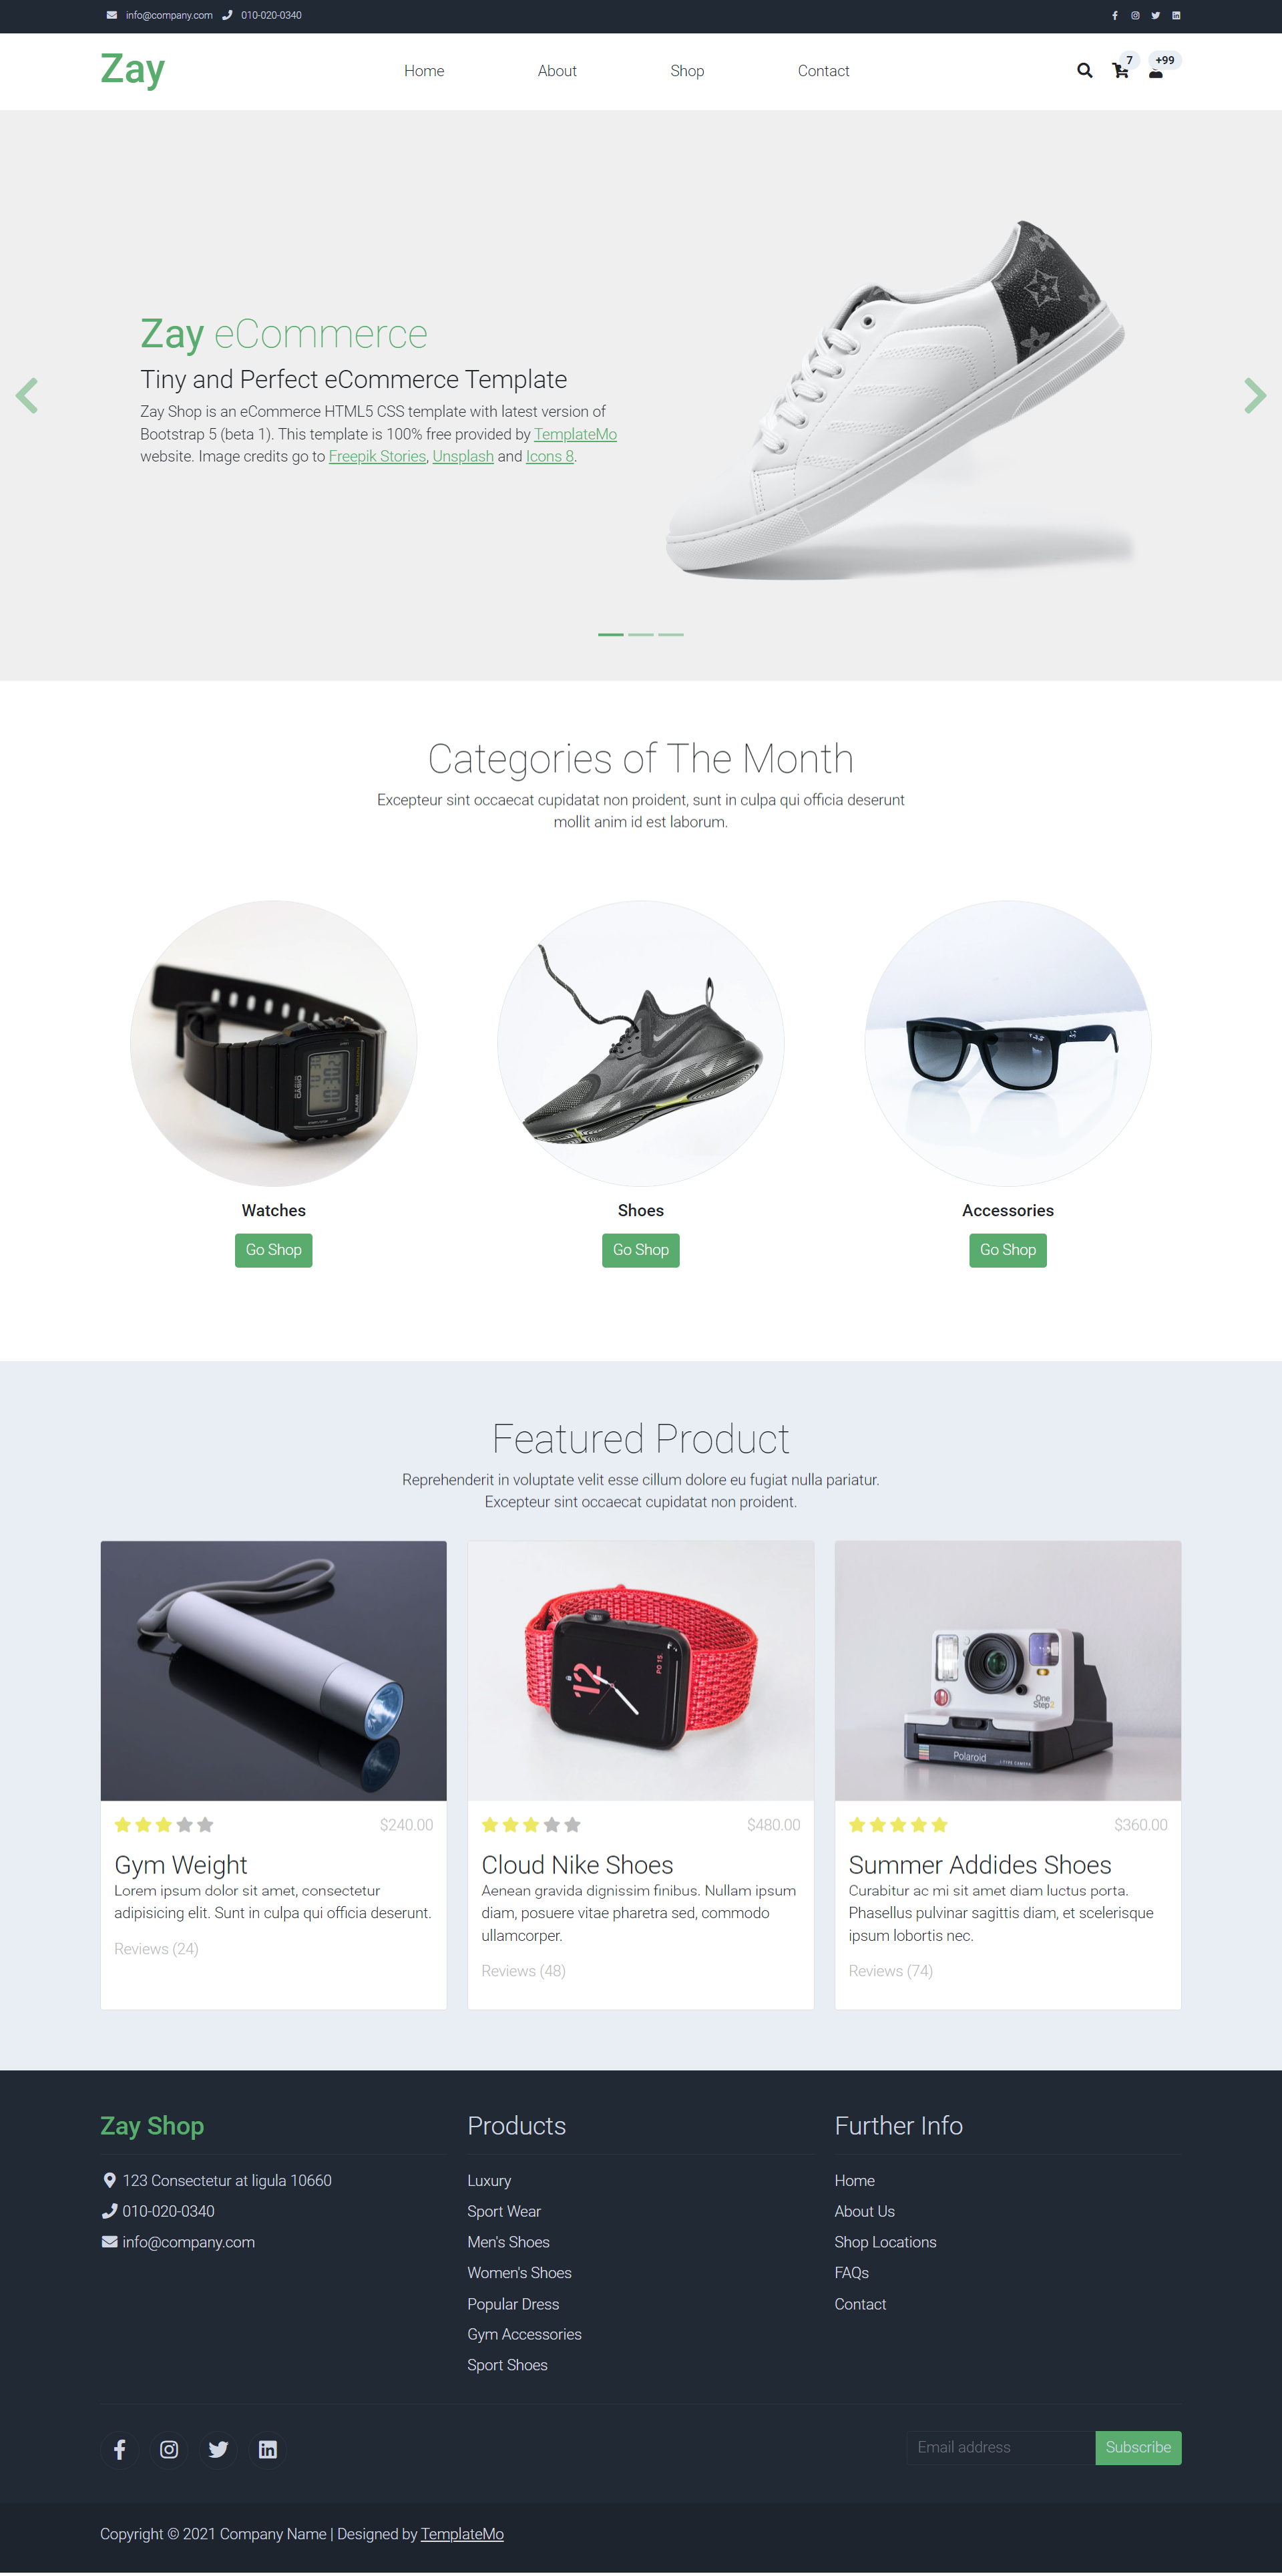 info@company.com 010-020-0340
Zay
Home About Shop Contact
7 +99
Zay eCommerce
Tiny and Perfect eCommerce Template
Zay Shop is an eCommerce HTML5 CSS template with latest version of
Bootstrap 5 (beta 1). This template is 100% free provided by TemplateMo
website. Image credits go to Freepik Stories, Unsplash and Icons 8.
Categories of The Month
Excepteur sint occaecat cupidatat non proident, sunt in culpa qui officia deserunt
mollit anim id est laborum.
CASIO
Watches
Go Shop
Shoes
Go Shop
Accessories
Go Shop
Featured Product
Reprehenderit in voluptate velit esse cillum dolore eu fugiat nulla pariatur.
Excepteur sint occaecat cupidatat non proident.
$240.00
Gym Weight
Lorem ipsum dolor sit amet, consectetur
adipisicing elit. Sunt in culpa qui officia deserunt.
Reviews (24)
12
PO 15.
$480.00
Cloud Nike Shoes
Aenean gravida dignissim finibus. Nullam ipsum
diam, posuere vitae pharetra sed, commodo
ullamcorper.
Reviews (48)
One
Step2
Polaroid
$360.00
Summer Addides Shoes
Curabitur ac mi sit amet diam luctus porta.
Phasellus pulvinar sagittis diam, et scelerisque
ipsum lobortis nec.
Reviews (74)
Zay Shop
123 Consectetur at ligula 10660
010-020-0340
info@company.com
Products
Luxury
Sport Wear
Men's Shoes
Women's Shoes
Popular Dress
Gym Accessories
Sport Shoes
Further Info
Home
About Us
Shop Locations
FAQs
Contact
Email address Subscribe
Copyright © 2021 Company Name | Designed by TemplateMo